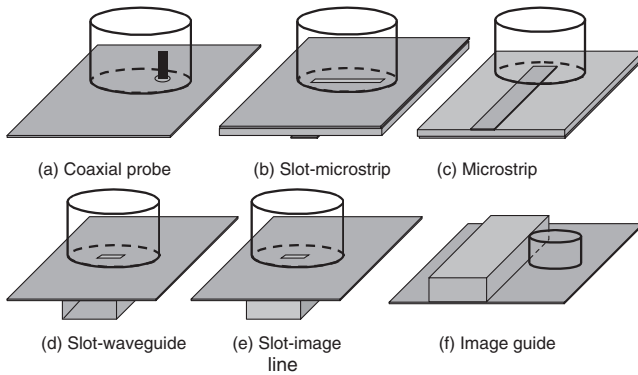 (a) Coaxial probe
(b) Slot-microstrip
(c) Microstrip
(d) Slot-waveguide
(e) Slot-image
line
(f) Image guide